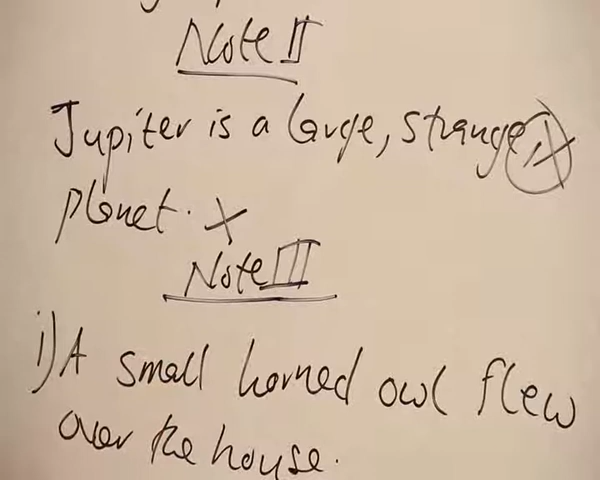 Note II
Jupiter is a large, strange, X
planet. X
Note III
i) A small horned owl flew
over the house.